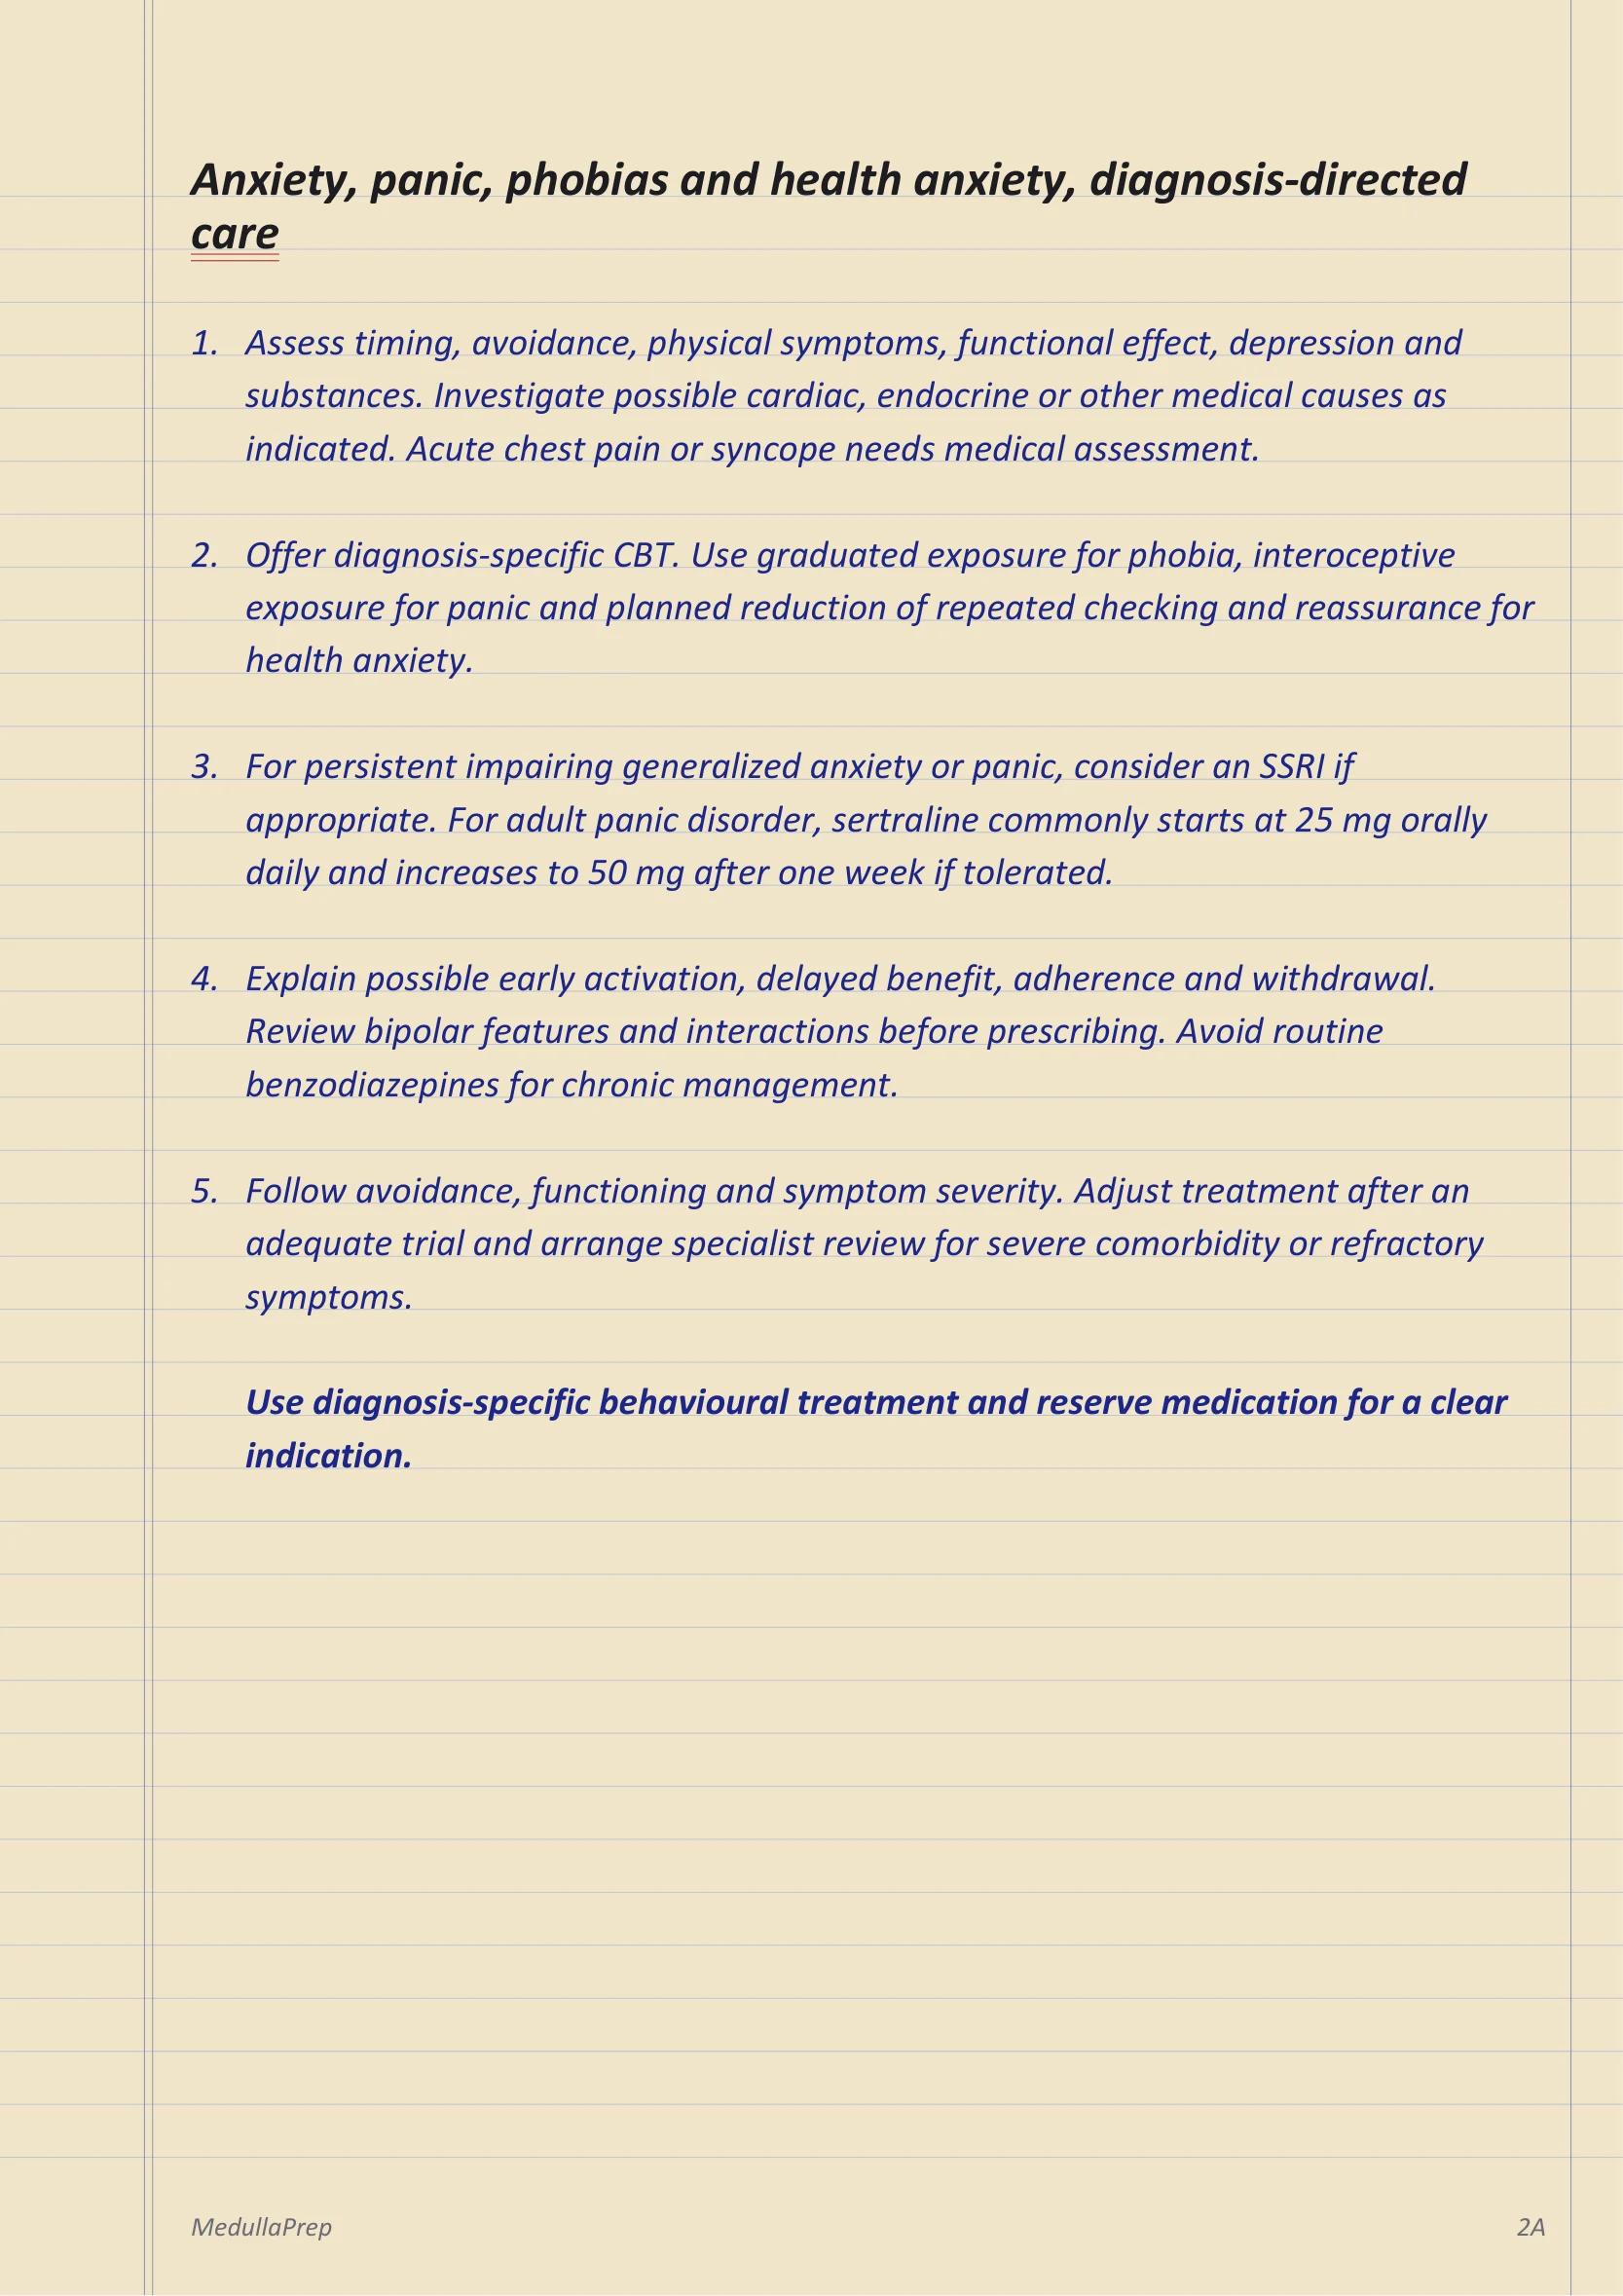 Anxiety, panic, phobias and health anxiety, diagnosis-directed
care
1. Assess timing, avoidance, physical symptoms, functional effect, depression and
substances. Investigate possible cardiac, endocrine or other medical causes as
indicated. Acute chest pain or syncope needs medical assessment.
2. Offer diagnosis-specific CBT. Use graduated exposure for phobia, interoceptive
exposure for panic and planned reduction of repeated checking and reassurance for
health anxiety.
3. For persistent impairing generalized anxiety or panic, consider an SSRI if
appropriate. For adult panic disorder, sertraline commonly starts at 25 mg orally
daily and increases to 50 mg after one week if tolerated.
4. Explain possible early activation, delayed benefit, adherence and withdrawal.
Review bipolar features and interactions before prescribing. Avoid routine
benzodiazepines for chronic management.
5. Follow avoidance, functioning and symptom severity. Adjust treatment after an
adequate trial and arrange specialist review for severe comorbidity or refractory
symptoms.
Use diagnosis-specific behavioural treatment and reserve medication for a clear
indication.
MedullaPrep
2A